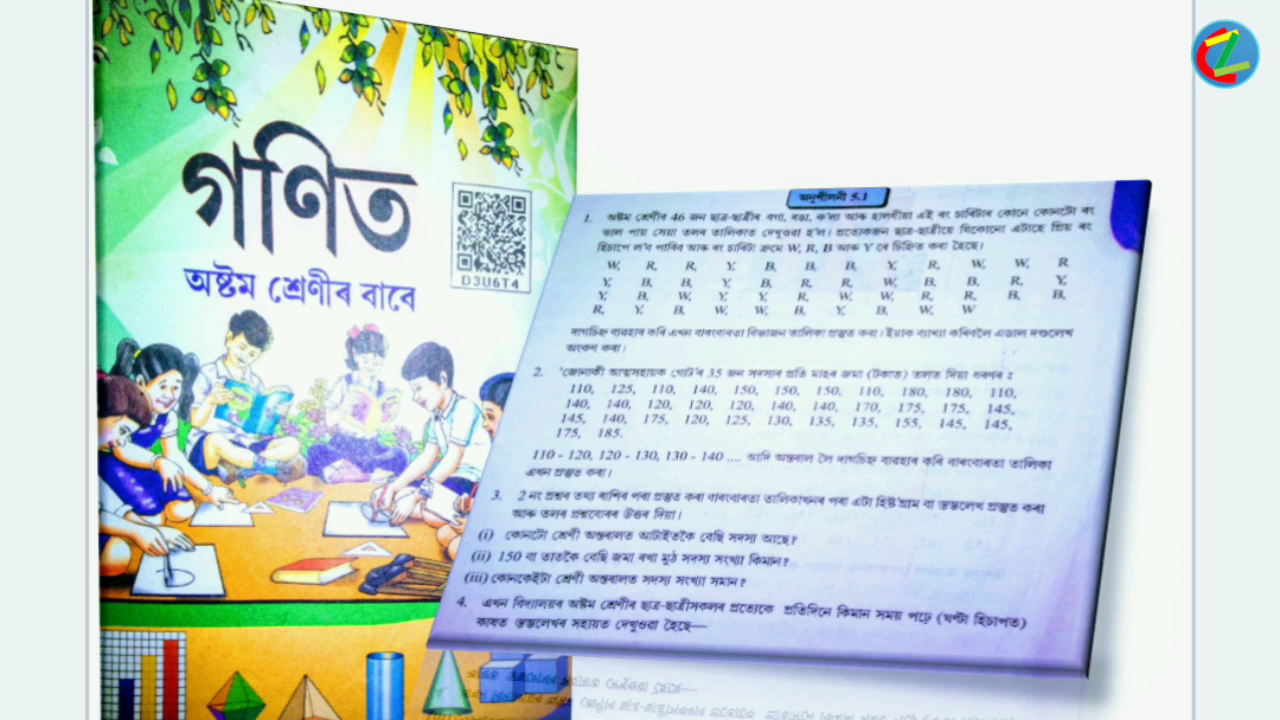 গণিত
অষ্টম শ্ৰেণীৰ বাবে
D3U6T4
অনুশীলনী 5.1
1. অষ্টম শ্ৰেণীৰ 46 জন ছাত্ৰ-ছাত্ৰীৰ বগা, ৰঙা, ক'লা আৰু হালধীয়া এই ৰং চাৰিটাৰ কোনে কোনটো ৰং
ভাল পায় সেয়া তলৰ তালিকাত দেখুওৱা হ'ল। প্ৰত্যেকজন ছাত্ৰ-ছাত্ৰীয়ে যিকোনো এটাহে প্ৰিয় ৰং
হিচাপে ল'ব পাৰিব আৰু ৰং চাৰিটা ক্ৰমে W, R, B আৰু Y ৰে চিহ্নিত কৰা হৈছে।
W, R, R, Y, B, B, B, Y, R, W, W, R
Y, B, B, Y, B, R, R, W, B, B, R, Y,
Y, B, W, Y, Y, R, W, W, R, R, B, B,
R, Y, B, W, W, B, Y, B, W, W
দাগচিহ্ন ব্যৱহাৰ কৰি এখন বাৰংবাৰতা বিভাজন তালিকা প্ৰস্তুত কৰা। ইয়াক ব্যাখ্যা কৰিবলৈ এডাল দণ্ডলেখ
অংকণ কৰা।
2. 'জোনাকী আত্মসহায়ক গোট'ৰ 35 জন সদস্যৰ প্ৰতি মাহৰ জমা (টকাত) তলত দিয়া ধৰণৰ ঃ
110, 125, 110, 140, 150, 150, 150, 110, 180, 180, 110,
140, 140, 120, 120, 120, 140, 140, 170, 175, 175, 145,
145, 140, 175, 120, 125, 130, 135, 135, 155, 145, 145,
175, 185.
110 - 120, 120 - 130, 130 - 140 .... আদি অন্তৰাল লৈ দাগচিহ্ন ব্যৱহাৰ কৰি বাৰংবাৰতা তালিকা
এখন প্ৰস্তুত কৰা।
3. 2 নং প্ৰশ্নৰ তথ্য ৰাশিৰ পৰা প্ৰস্তুত কৰা বাৰংবাৰতা তালিকাখনৰ পৰা এটা হিষ্ট'গ্ৰাম বা স্তম্ভলেখ প্ৰস্তুত কৰা
আৰু তলৰ প্ৰশ্নবোৰৰ উত্তৰ দিয়া।
(i) কোনটো শ্ৰেণী অন্তৰালত আটাইতকৈ বেছি সদস্য আছে?
(ii) 150 বা তাতকৈ বেছি জমা ৰখা মুঠ সদস্য সংখ্যা কিমান?
(iii) কোনকেইটা শ্ৰেণী অন্তৰালত সদস্য সংখ্যা সমান?
4. এখন বিদ্যালয়ৰ অষ্টম শ্ৰেণীৰ ছাত্ৰ-ছাত্ৰীসকলৰ প্ৰত্যেকে প্ৰতিদিনে কিমান সময় পঢ়ে (ঘণ্টা হিচাপত)
কাষত স্তম্ভলেখৰ সহায়ত দেখুওৱা হৈছে—